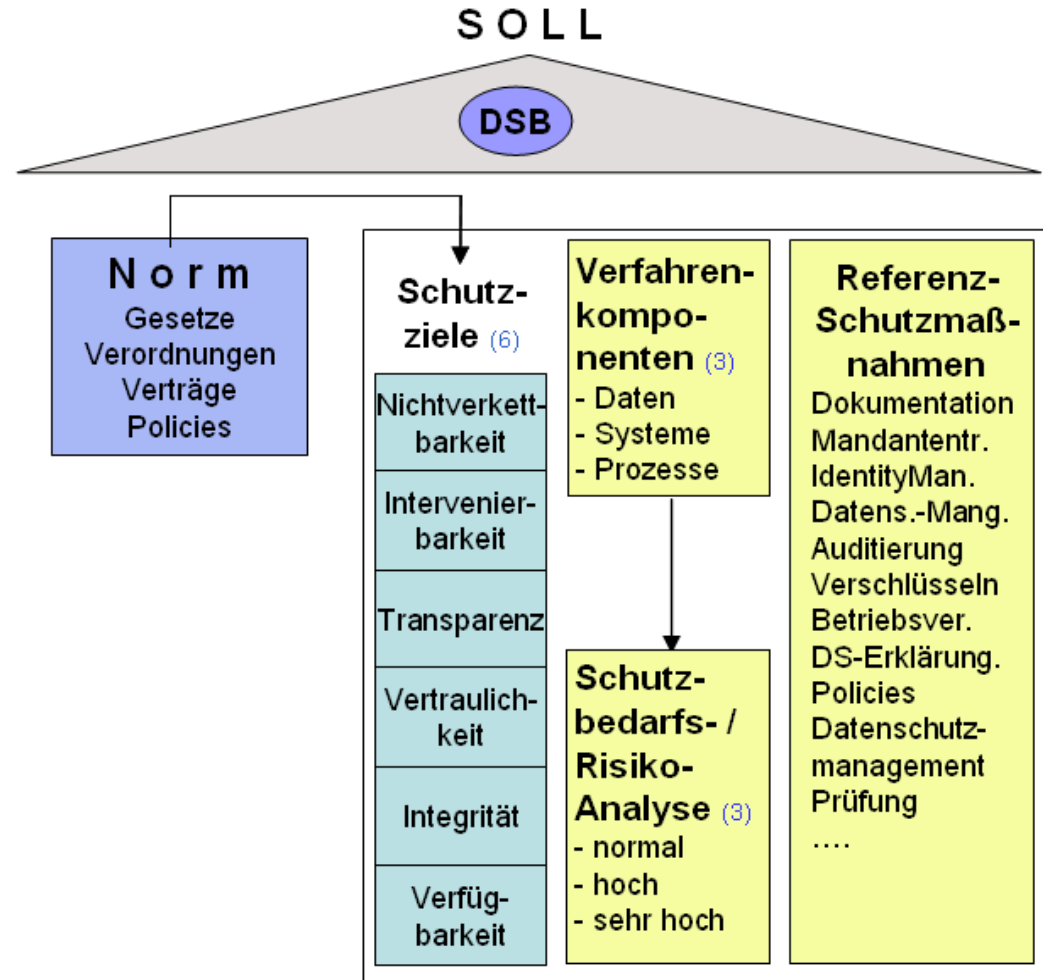 S O L L
DSB
N o r m
Gesetze
Verordnungen
Verträge
Policies
Schutz-
ziele (6)
Nichtverkett-
barkeit
Intervenier-
barkeit
Transparenz
Vertraulich-
keit
Integrität
Verfüg-
barkeit
Verfahren-
kompo-
nenten (3)
- Daten
- Systeme
- Prozesse
Schutz-
bedarfs- /
Risiko-
Analyse (3)
- normal
- hoch
- sehr hoch
Referenz-
Schutzmaß-
nahmen
Dokumentation
Mandantentr.
IdentityMan.
Datens.-Mang.
Auditierung
Verschlüsseln
Betriebsver.
DS-Erklärung.
Policies
Datenschutz-
management
Prüfung
....